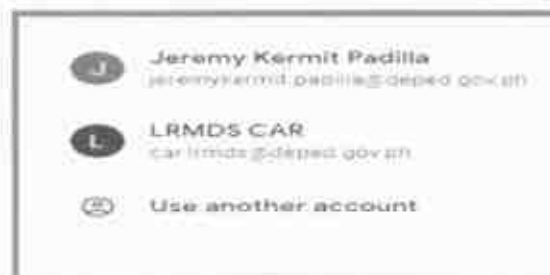 J
Jeremy Kermit Padilla
jeremykermit.padilla@deped.gov.ph
L
LRMDS CAR
car.lrmds@deped.gov.ph
Use another account